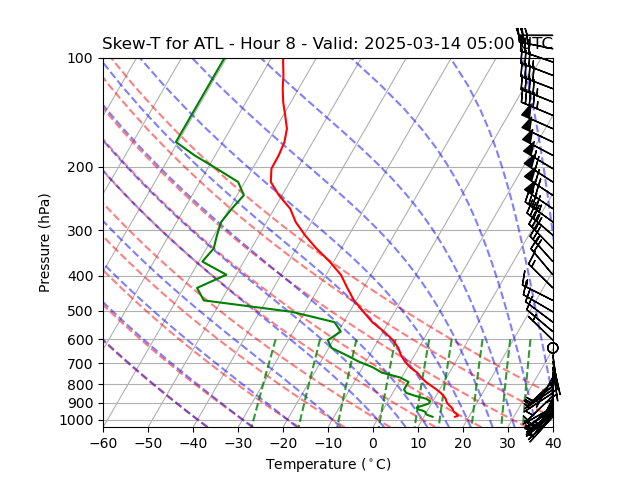 Skew-T for ATL - Hour 8 - Valid: 2025-03-14 05:00 UTC
100
200
300
400
500
600
700
800
900
1000
Pressure (hPa)
−60 −50 −40 −30 −20 −10 0 10 20 30 40
Temperature (°C)